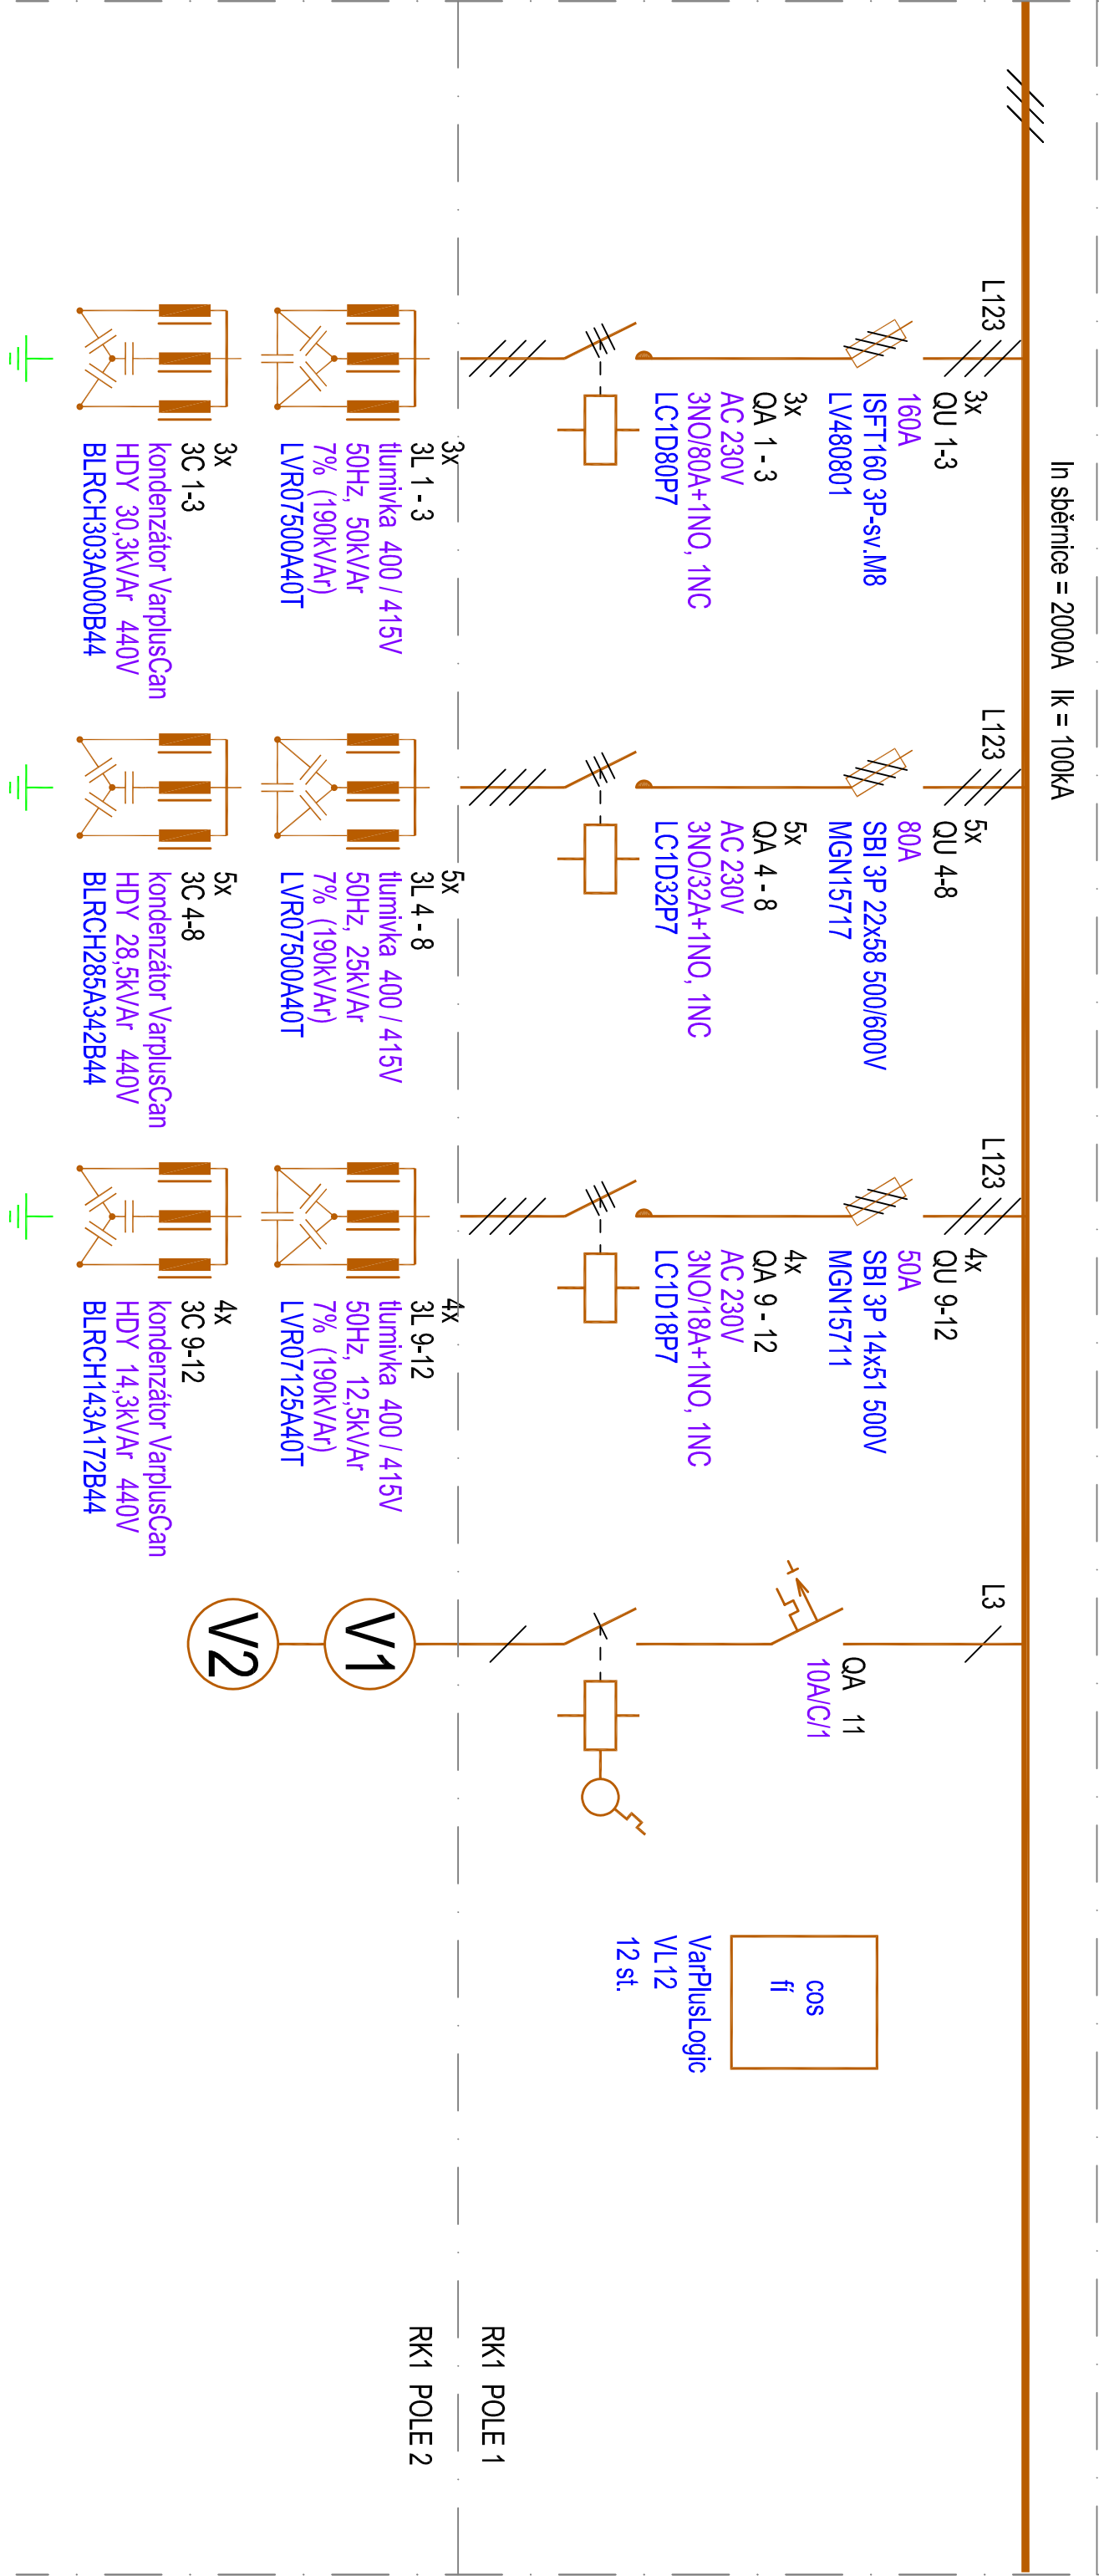 In sběrnice = 2000A   Ik = 100kA
L123
3x
QU 1-3
160A
ISFT160 3P-sv.M8
LV480801
3x
QA 1 - 3
AC 230V
3NO/80A+1NO, 1NC
LC1D80P7
3x
3L 1 - 3
tlumivka  400 / 415V
50Hz,  50kVAr
7%  (190kVAr)
LVR07500A40T
3x
3C 1-3
kondenzátor VarplusCan
HDY  30,3kVAr  440V
BLRCH303A000B44
L123
5x
QU 4-8
80A
SBI 3P 22x58 500/600V
MGN15717
5x
QA 4 - 8
AC 230V
3NO/32A+1NO, 1NC
LC1D32P7
5x
3L 4 - 8
tlumivka  400 / 415V
50Hz,  25kVAr
7%  (190kVAr)
LVR07500A40T
5x
3C 4-8
kondenzátor VarplusCan
HDY  28,5kVAr  440V
BLRCH285A342B44
L123
4x
QU 9-12
50A
SBI 3P 14x51 500V
MGN15711
4x
QA 9 - 12
AC 230V
3NO/18A+1NO, 1NC
LC1D18P7
4x
3L 9-12
tlumivka  400 / 415V
50Hz,  12,5kVAr
7%  (190kVAr)
LVR07125A40T
4x
3C 9-12
kondenzátor VarplusCan
HDY  14,3kVAr  440V
BLRCH143A172B44
L3
QA  11
10A/C/1
V1
V2
cos
fí
VarPlusLogic
VL12
12 st.
RK1  POLE 1
RK1  POLE 2